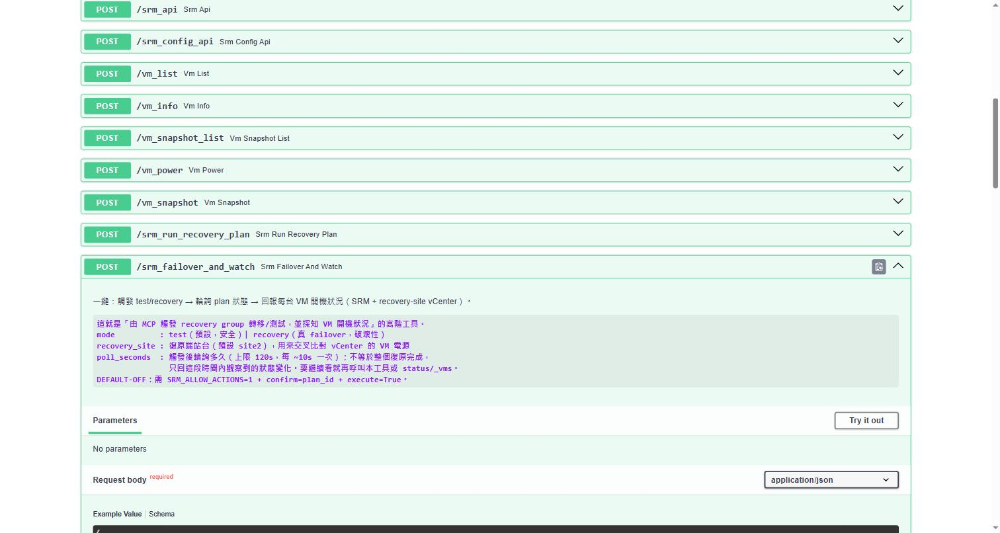 POST /srm_api Srm Api
POST /srm_config_api Srm Config Api
POST /vm_list Vm List
POST /vm_info Vm Info
POST /vm_snapshot_list Vm Snapshot List
POST /vm_power Vm Power
POST /vm_snapshot Vm Snapshot
POST /srm_run_recovery_plan Srm Run Recovery Plan
POST /srm_failover_and_watch Srm Failover And Watch
一鍵：觸發 test/recovery → 輪詢 plan 狀態 → 回報每台 VM 開機狀況（SRM + recovery-site vCenter）。
這就是「由 MCP 觸發 recovery group 轉移/測試，並探知 VM 開機狀況」的高階工具。
mode : test（預設，安全）| recovery（真 failover，破壞性）
recovery_site : 復原端站台（預設 site2），用來交叉比對 vCenter 的 VM 電源
poll_seconds : 觸發後輪詢多久（上限 120s，每 ~10s 一次）；不等於整個復原完成，
只回這段時間內觀察到的狀態變化。要繼續看就再呼叫本工具或 status/_vms。
DEFAULT-OFF：需 SRM_ALLOW_ACTIONS=1 + confirm=plan_id + execute=True。
Parameters
Try it out
No parameters
Request body required
application/json
Example Value | Schema
{